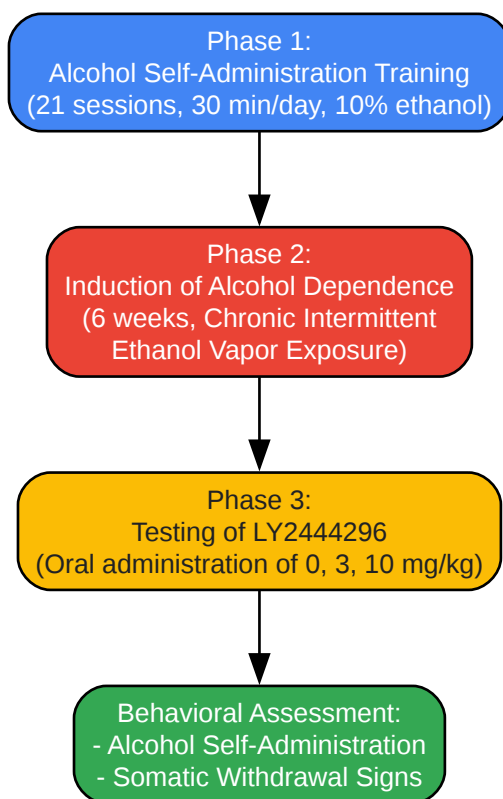 Phase 1:
Alcohol Self-Administration Training
(21 sessions, 30 min/day, 10% ethanol)
Phase 2:
Induction of Alcohol Dependence
(6 weeks, Chronic Intermittent
Ethanol Vapor Exposure)
Phase 3:
Testing of LY2444296
(Oral administration of 0, 3, 10 mg/kg)
Behavioral Assessment:
- Alcohol Self-Administration
- Somatic Withdrawal Signs